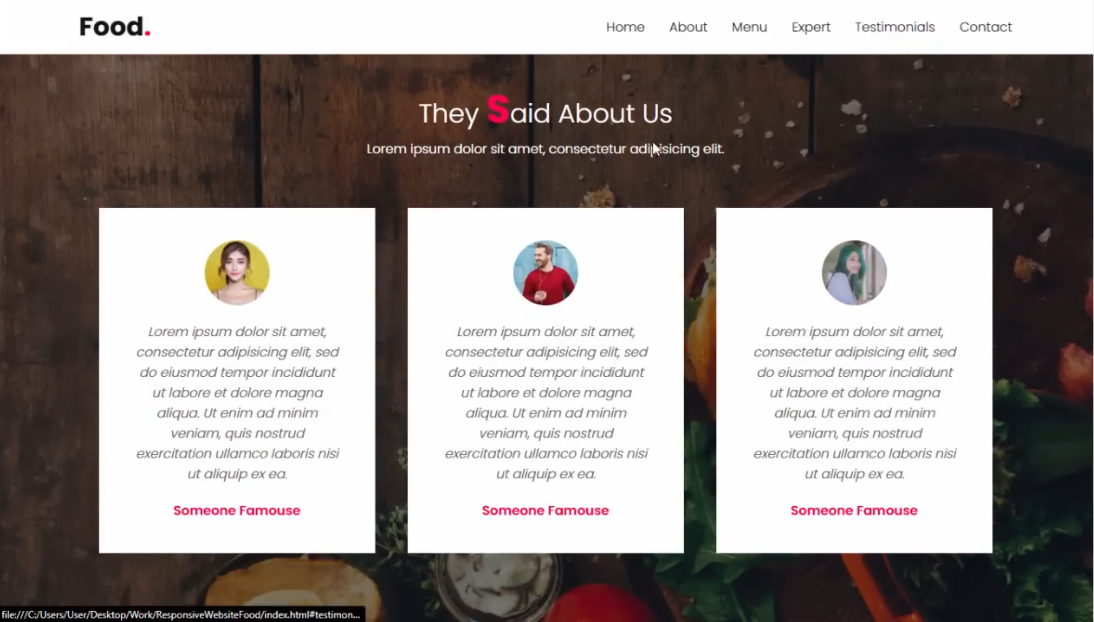 Food.
Home About Menu Expert Testimonials Contact
They Said About Us
Lorem ipsum dolor sit amet, consectetur adipisicing elit.
Lorem ipsum dolor sit amet,
consectetur adipisicing elit, sed
do eiusmod tempor incididunt
ut labore et dolore magna
aliqua. Ut enim ad minim
veniam, quis nostrud
exercitation ullamco laboris nisi
ut aliquip ex ea.
Someone Famouse
Lorem ipsum dolor sit amet,
consectetur adipisicing elit, sed
do eiusmod tempor incididunt
ut labore et dolore magna
aliqua. Ut enim ad minim
veniam, quis nostrud
exercitation ullamco laboris nisi
ut aliquip ex ea.
Someone Famouse
Lorem ipsum dolor sit amet,
consectetur adipisicing elit, sed
do eiusmod tempor incididunt
ut labore et dolore magna
aliqua. Ut enim ad minim
veniam, quis nostrud
exercitation ullamco laboris nisi
ut aliquip ex ea.
Someone Famouse
file:///C:/Users/User/Desktop/Work/ResponsiveWebsiteFood/index.html#testimon...